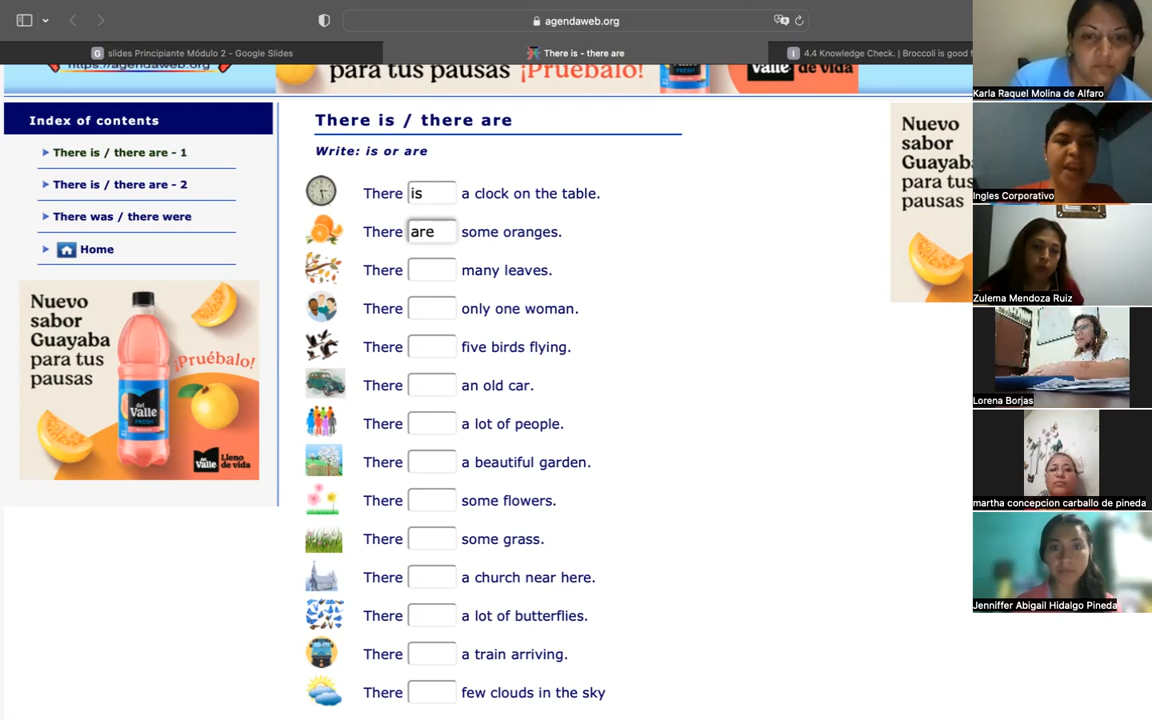 agendaweb.org
slides Principiante Módulo 2 - Google Slides
There is - there are
4.4 Knowledge Check. | Broccoli is good f
https://agendaweb.org
para tus pausas ¡Pruébalo!
Valle
FRESH
Valle de vida
Index of contents
There is / there are - 1
There is / there are - 2
There was / there were
Home
Nuevo
sabor
Guayaba
para tus
pausas
¡Pruébalo!
del
Valle
FRESH
del
Valle
Lleno
de vida
There is / there are
Write: is or are
There is a clock on the table.
There are some oranges.
There many leaves.
There only one woman.
There five birds flying.
There an old car.
There a lot of people.
There a beautiful garden.
There some flowers.
There some grass.
There a church near here.
There a lot of butterflies.
There a train arriving.
There few clouds in the sky
Nuevo
sabor
Guayaba
para tus
pausas
Karla Raquel Molina de Alfaro
Ingles Corporativo
Zulema Mendoza Ruiz
Lorena Borjas
martha concepcion carballo de pineda
Jenniffer Abigail Hidalgo Pineda